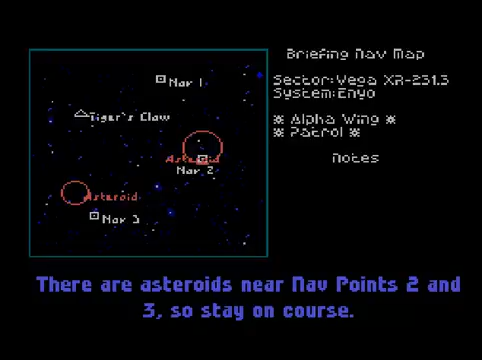 Briefing Nav Map
Sector:Vega XR-231.3
System:Enyo
* Alpha Wing *
* Patrol *
Notes
Nav 1
Tiger's Claw
Asteroid
Nav 2
Asteroid
Nav 3
There are asteroids near Nav Points 2 and
3, so stay on course.